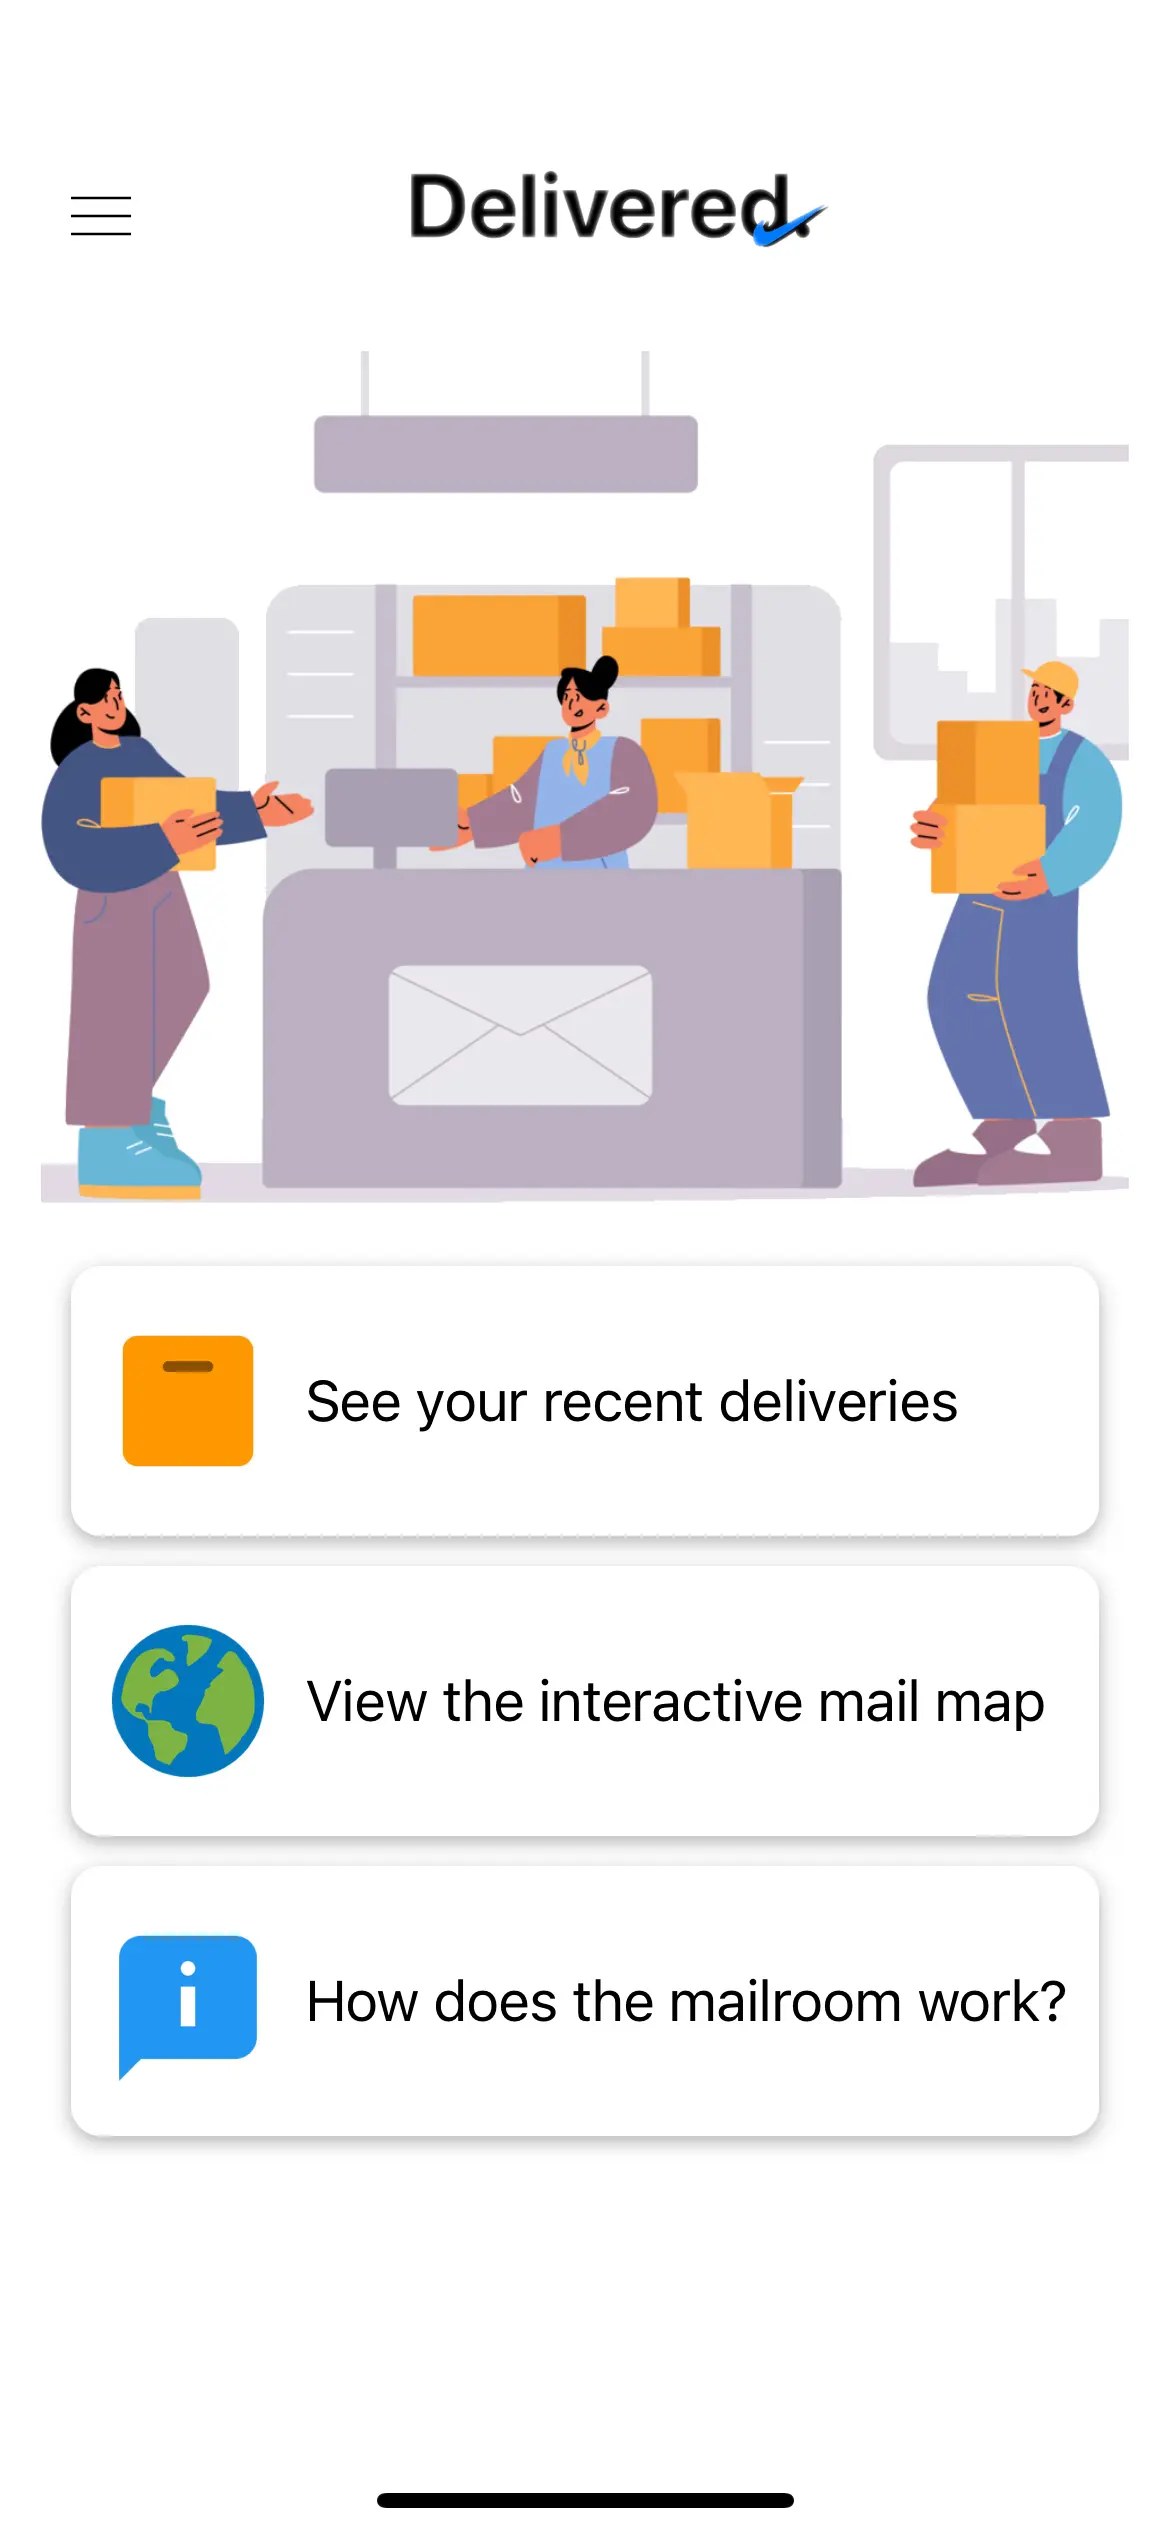 Delivered.
See your recent deliveries
View the interactive mail map
How does the mailroom work?